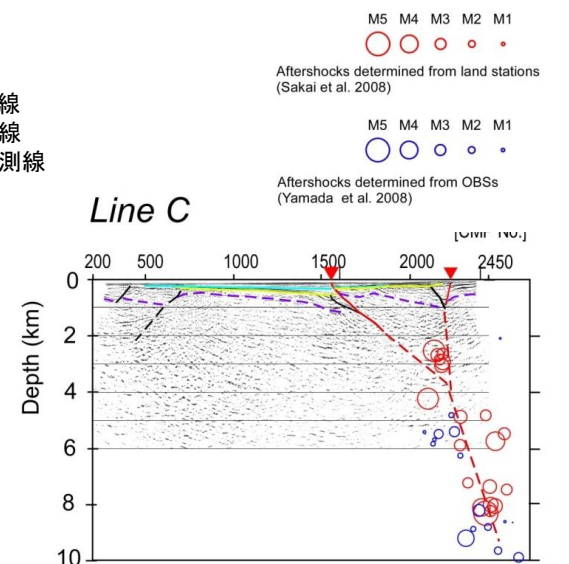 M5 M4 M3 M2 M1
Aftershocks determined from land stations
(Sakai et al. 2008)
線
線
測線
M5 M4 M3 M2 M1
Aftershocks determined from OBSs
(Yamada et al. 2008)
Line C
[CMP No.]
200 500 1000 1500 2000 2450
Depth (km)
0
2
4
6
8
10